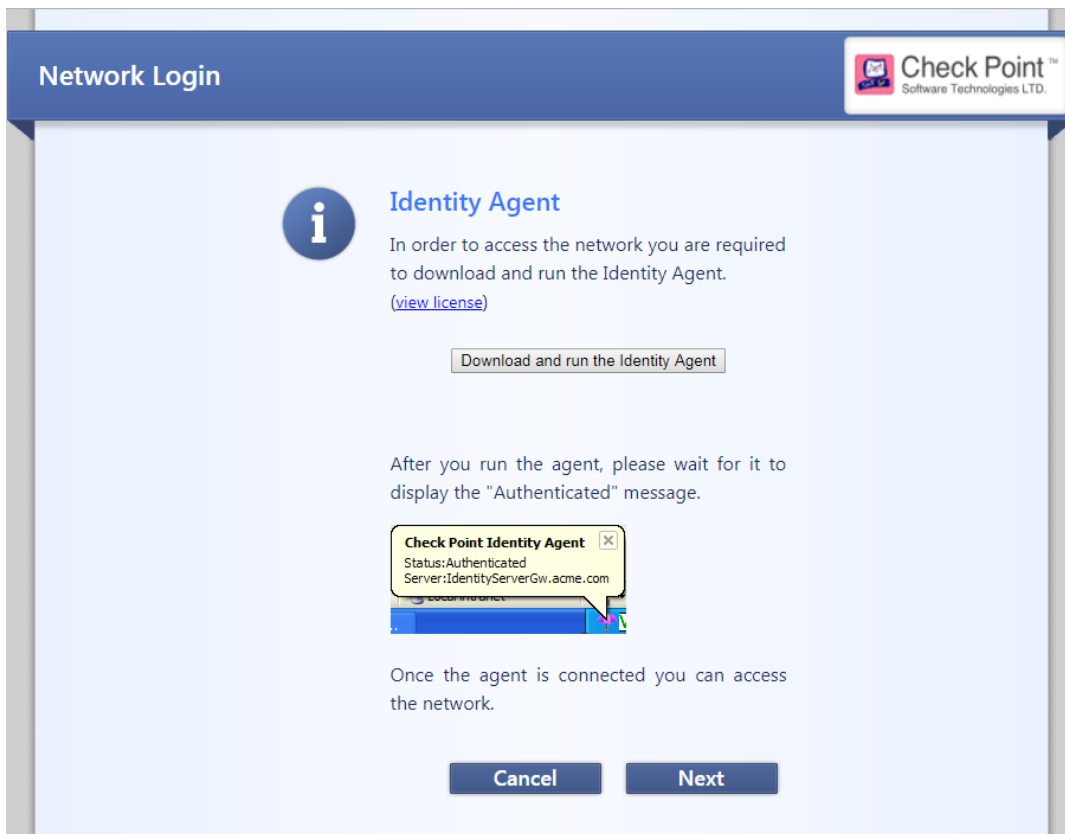 Network Login
Check Point ™
Software Technologies LTD.
Identity Agent
In order to access the network you are required
to download and run the Identity Agent.
(view license)
Download and run the Identity Agent
After you run the agent, please wait for it to
display the "Authenticated" message.
Check Point Identity Agent
Status:Authenticated
Server:IdentityServerGw.acme.com
Once the agent is connected you can access
the network.
Cancel
Next